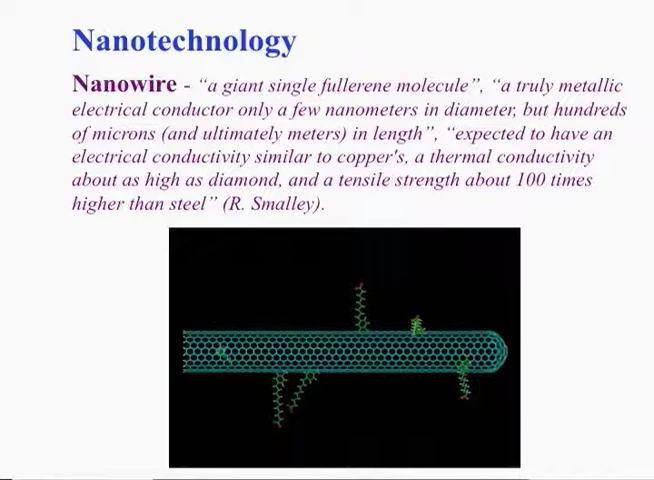 Nanotechnology
Nanowire - “a giant single fullerene molecule”, “a truly metallic
electrical conductor only a few nanometers in diameter, but hundreds
of microns (and ultimately meters) in length”, “expected to have an
electrical conductivity similar to copper's, a thermal conductivity
about as high as diamond, and a tensile strength about 100 times
higher than steel” (R. Smalley).